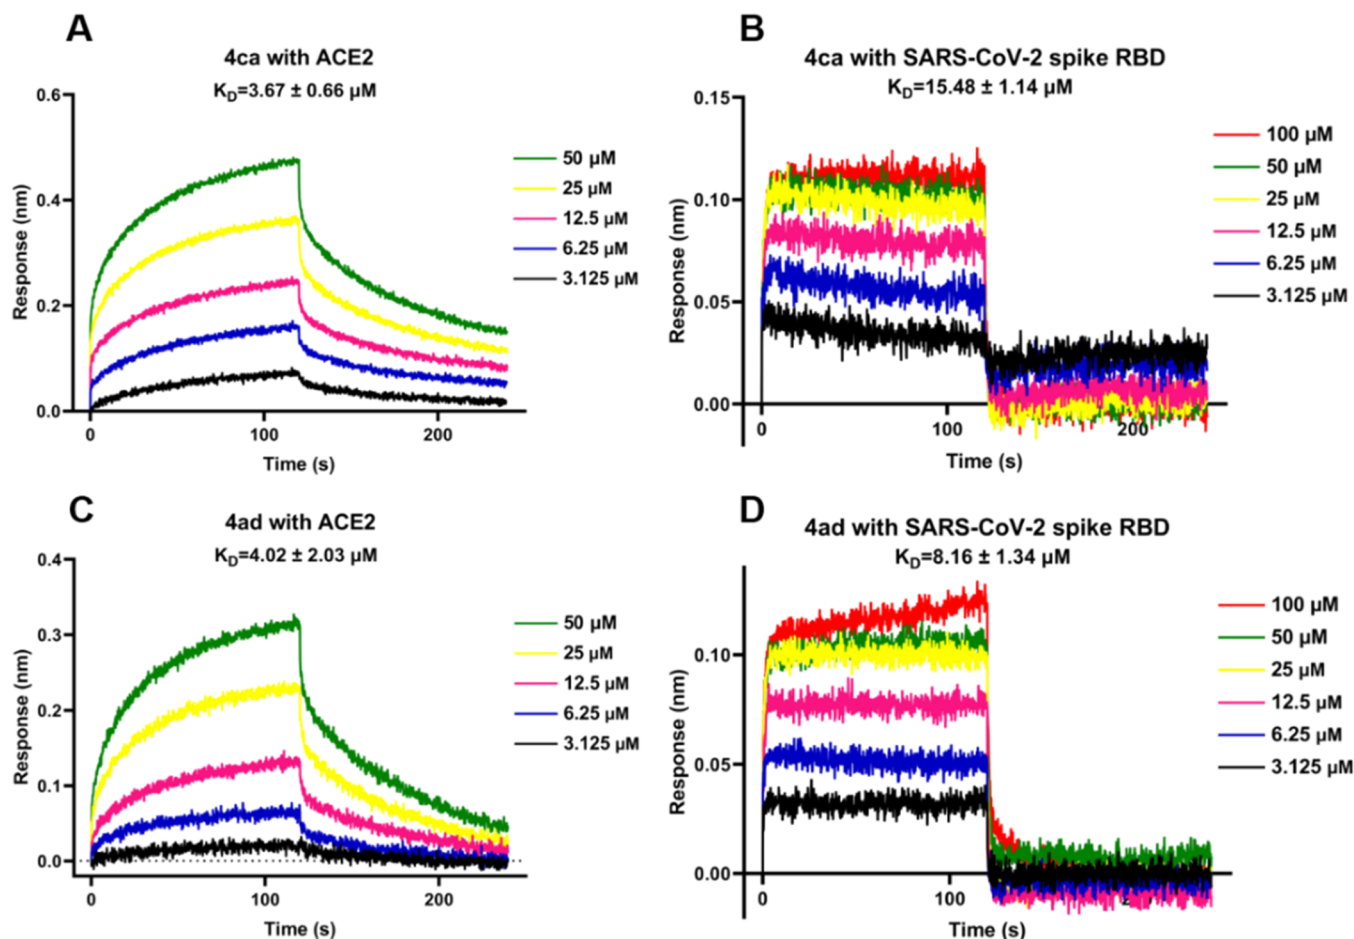 A
4ca with ACE2
KD=3.67 ± 0.66 μM
0.6
0.4
0.2
0.0
Response (nm)
0
100
200
Time (s)
50 μM
25 μM
12.5 μM
6.25 μM
3.125 μM
B
4ca with SARS-CoV-2 spike RBD
KD=15.48 ± 1.14 μM
0.15
0.10
0.05
0.00
Response (nm)
0
100
200
Time (s)
100 μM
50 μM
25 μM
12.5 μM
6.25 μM
3.125 μM
C
4ad with ACE2
KD=4.02 ± 2.03 μM
0.4
0.3
0.2
0.1
0.0
Response (nm)
0
100
200
Time (s)
50 μM
25 μM
12.5 μM
6.25 μM
3.125 μM
D
4ad with SARS-CoV-2 spike RBD
KD=8.16 ± 1.34 μM
0.10
0.05
0.00
Response (nm)
0
100
Time (s)
100 μM
50 μM
25 μM
12.5 μM
6.25 μM
3.125 μM